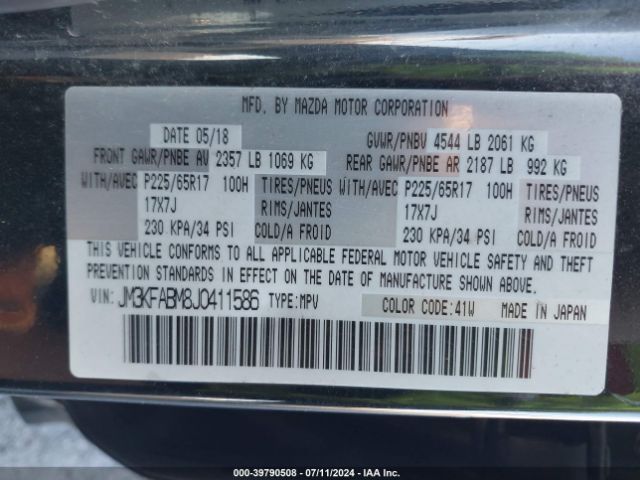 MFD. BY MAZDA MOTOR CORPORATION
DATE 05/18 GVWR/PNBV 4544 LB 2061 KG
FRONT GAWR/PNBE AV 2357 LB 1069 KG REAR GAWR/PNBE AR 2187 LB 992 KG
WITH/AVEC P225/65R17 100H TIRES/PNEUS WITH/AVEC P225/65R17 100H TIRES/PNEUS
17X7J RIMS/JANTES 17X7J RIMS/JANTES
230 KPA/34 PSI COLD/A FROID 230 KPA/34 PSI COLD/A FROID
THIS VEHICLE CONFORMS TO ALL APPLICABLE FEDERAL MOTOR VEHICLE SAFETY AND THEFT
PREVENTION STANDARDS IN EFFECT ON THE DATE OF MANUFACTURE SHOWN ABOVE.
VIN: JM3KFABM8J0411586 TYPE:MPV COLOR CODE:41W MADE IN JAPAN
000-39790508 - 07/11/2024 - IAA Inc.